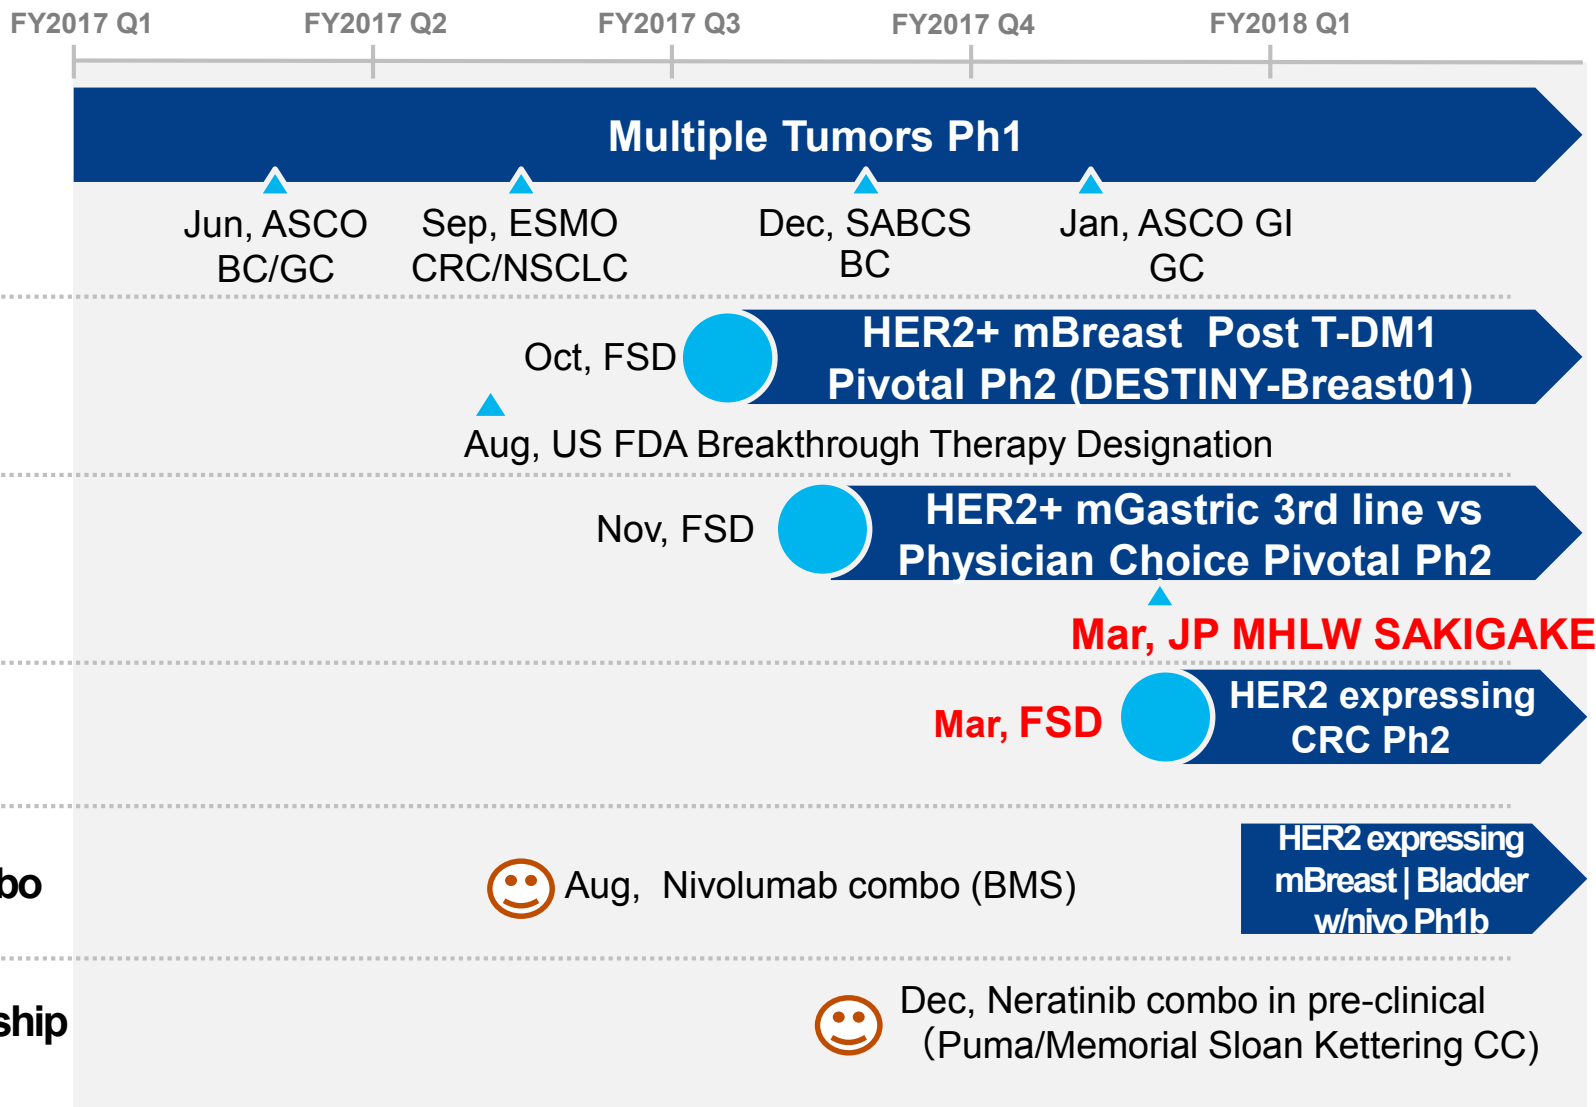 FY2017 Q1 FY2017 Q2 FY2017 Q3 FY2017 Q4 FY2018 Q1
Multiple Tumors Ph1
Jun, ASCO
BC/GC
Sep, ESMO
CRC/NSCLC
Dec, SABCS
BC
Jan, ASCO GI
GC
Oct, FSD
HER2+ mBreast Post T-DM1
Pivotal Ph2 (DESTINY-Breast01)
Aug, US FDA Breakthrough Therapy Designation
Nov, FSD
HER2+ mGastric 3rd line vs
Physician Choice Pivotal Ph2
Mar, JP MHLW SAKIGAKE
Mar, FSD
HER2 expressing
CRC Ph2
bo
Aug, Nivolumab combo (BMS)
HER2 expressing
mBreast | Bladder
w/nivo Ph1b
ship
Dec, Neratinib combo in pre-clinical
（Puma/Memorial Sloan Kettering CC)